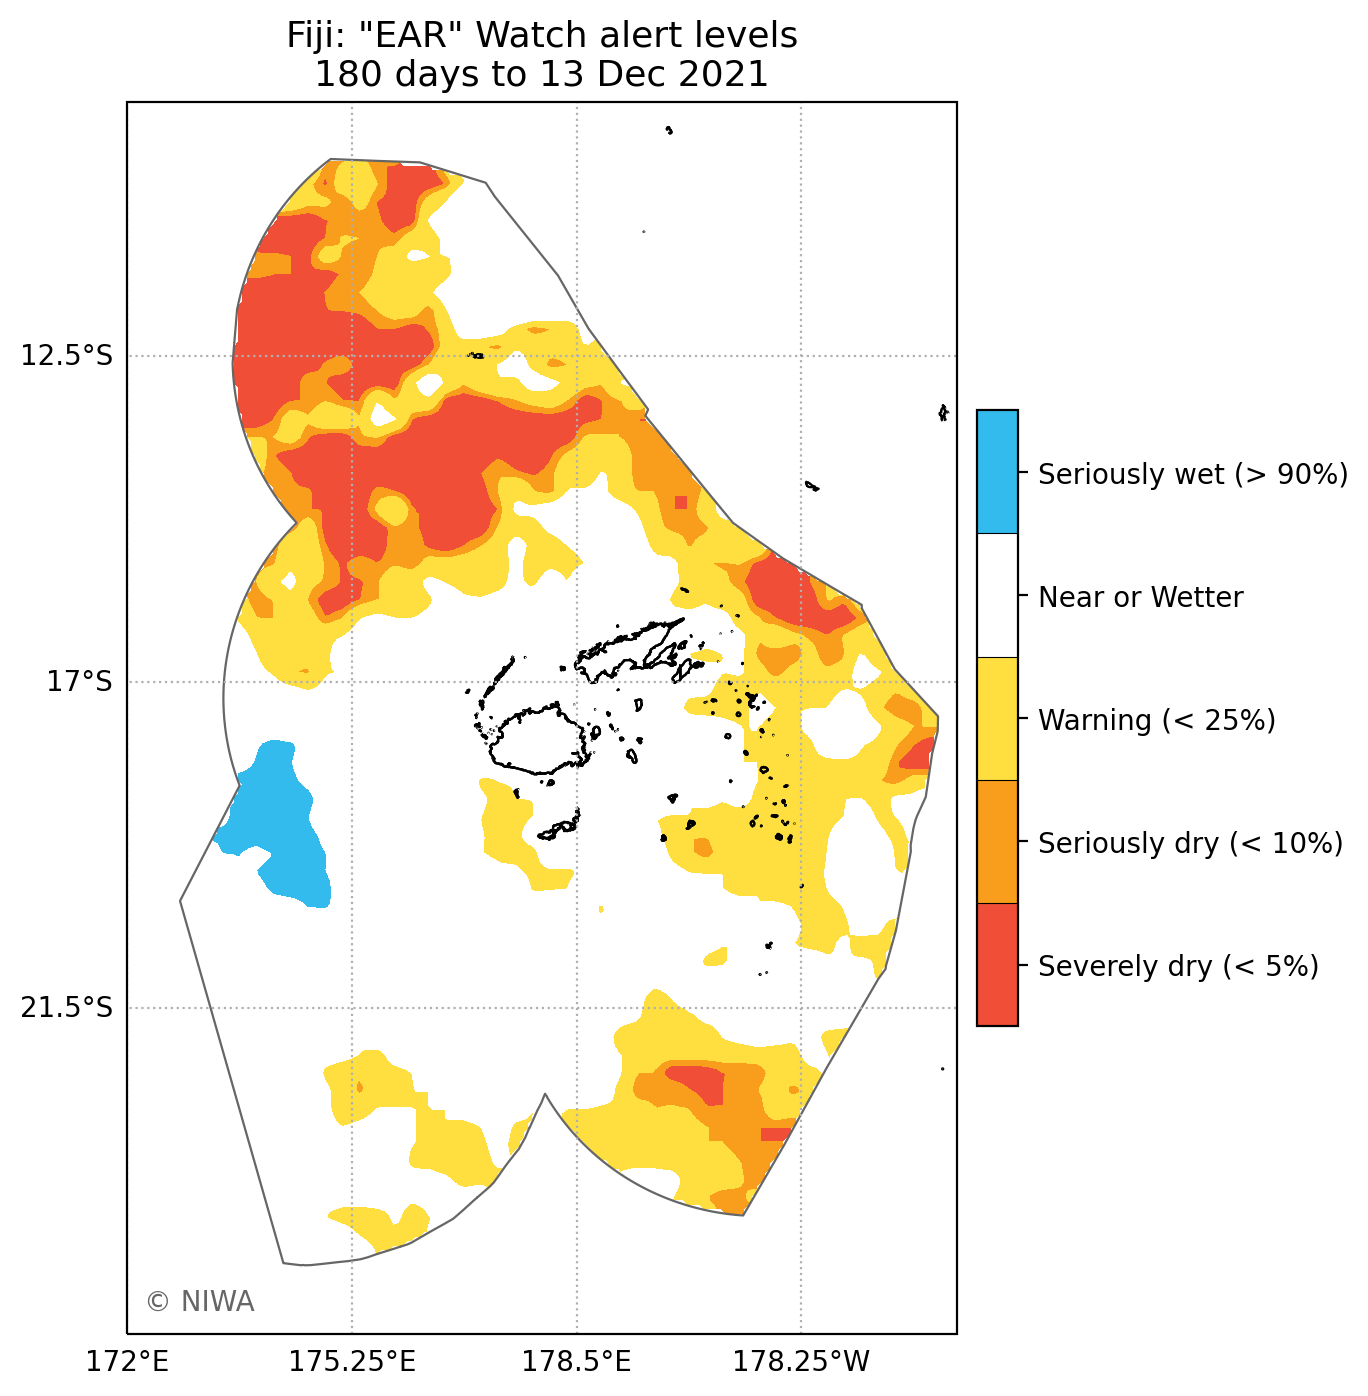 Fiji: "EAR" Watch alert levels
180 days to 13 Dec 2021
12.5°S
17°S
21.5°S
172°E
175.25°E
178.5°E
178.25°W
Seriously wet (> 90%)
Near or Wetter
Warning (< 25%)
Seriously dry (< 10%)
Severely dry (< 5%)
© NIWA